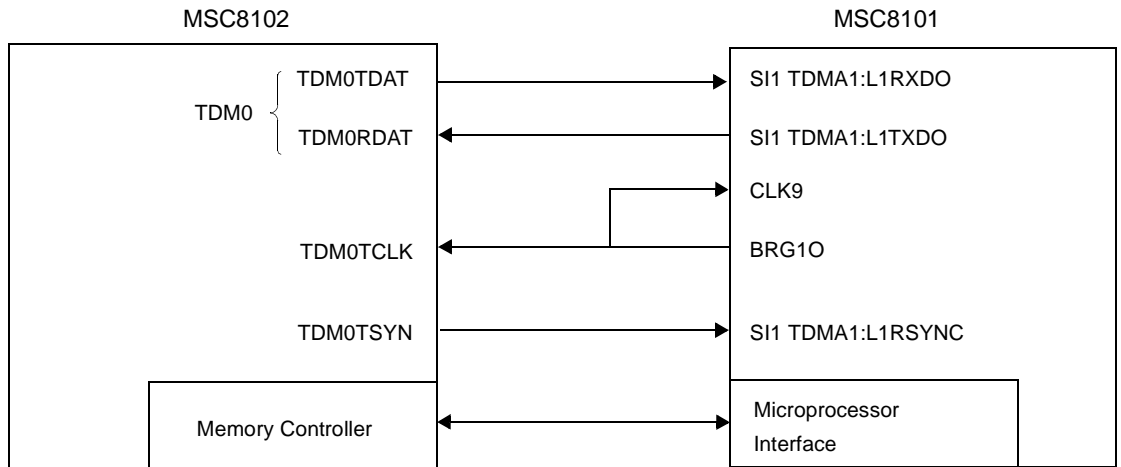 MSC8102
MSC8101
TDM0TDAT
SI1 TDMA1:L1RXDO
TDM0
TDM0RDAT
SI1 TDMA1:L1TXDO
CLK9
TDM0TCLK
BRG1O
TDM0TSYN
SI1 TDMA1:L1RSYNC
Memory Controller
Microprocessor
Interface